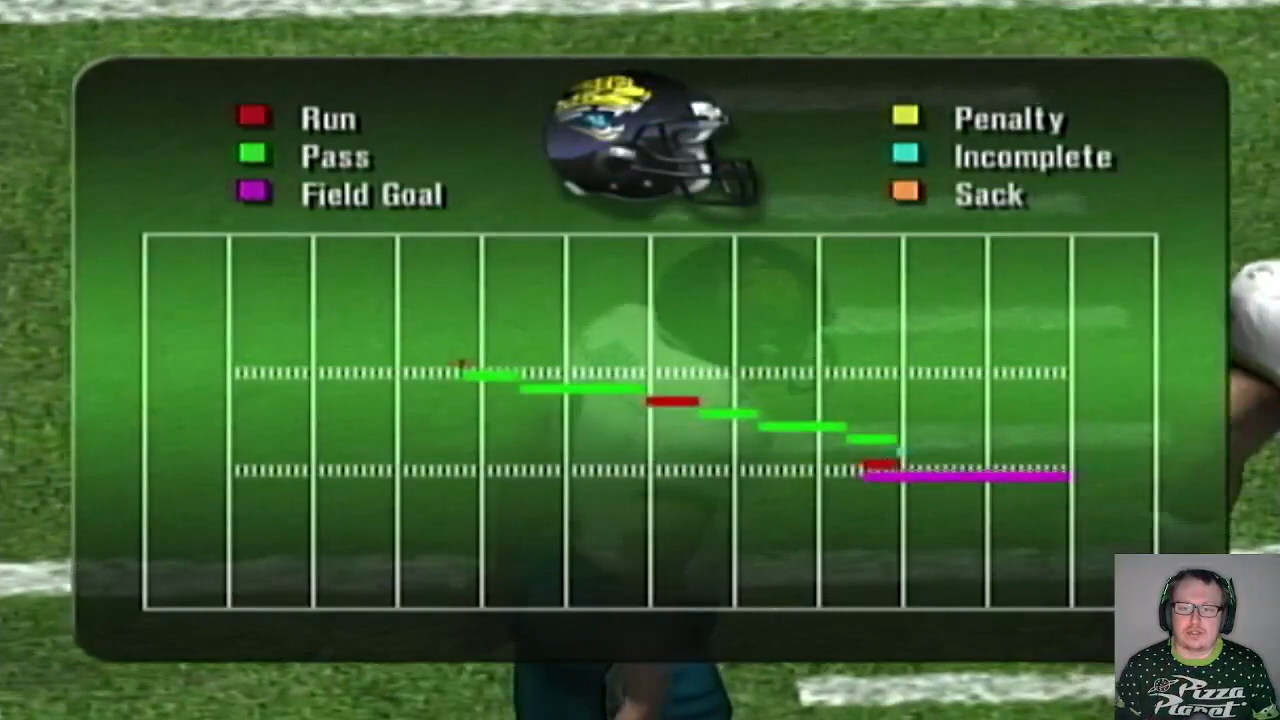 Run
Pass
Field Goal
Penalty
Incomplete
Sack
Pizza
Planet